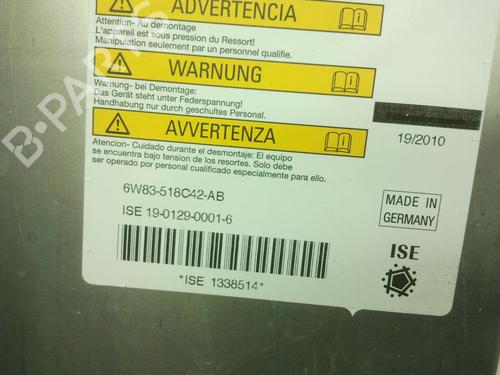 ADVERTENCIA
Attention- Au demontage
L'appareil est sous pression du Ressort!
Manipulation seulement par un personnel qualifie.
WARNUNG
Warnung- bei Demontage:
Das Gerät steht unter Federspannung!
Handhabung nur durch geschultes Personal.
AVVERTENZA
19/2010
Atencion- Cuidado durante el desmontaje: El equipo
se encuentra bajo tension de los resortes. Solo debe
ser operado por personal cualificado especialmente para ello.
6W83-518C42-AB
ISE 19-0129-0001-6
MADE IN
GERMANY
ISE
*ISE 1338514*
B-PARTS